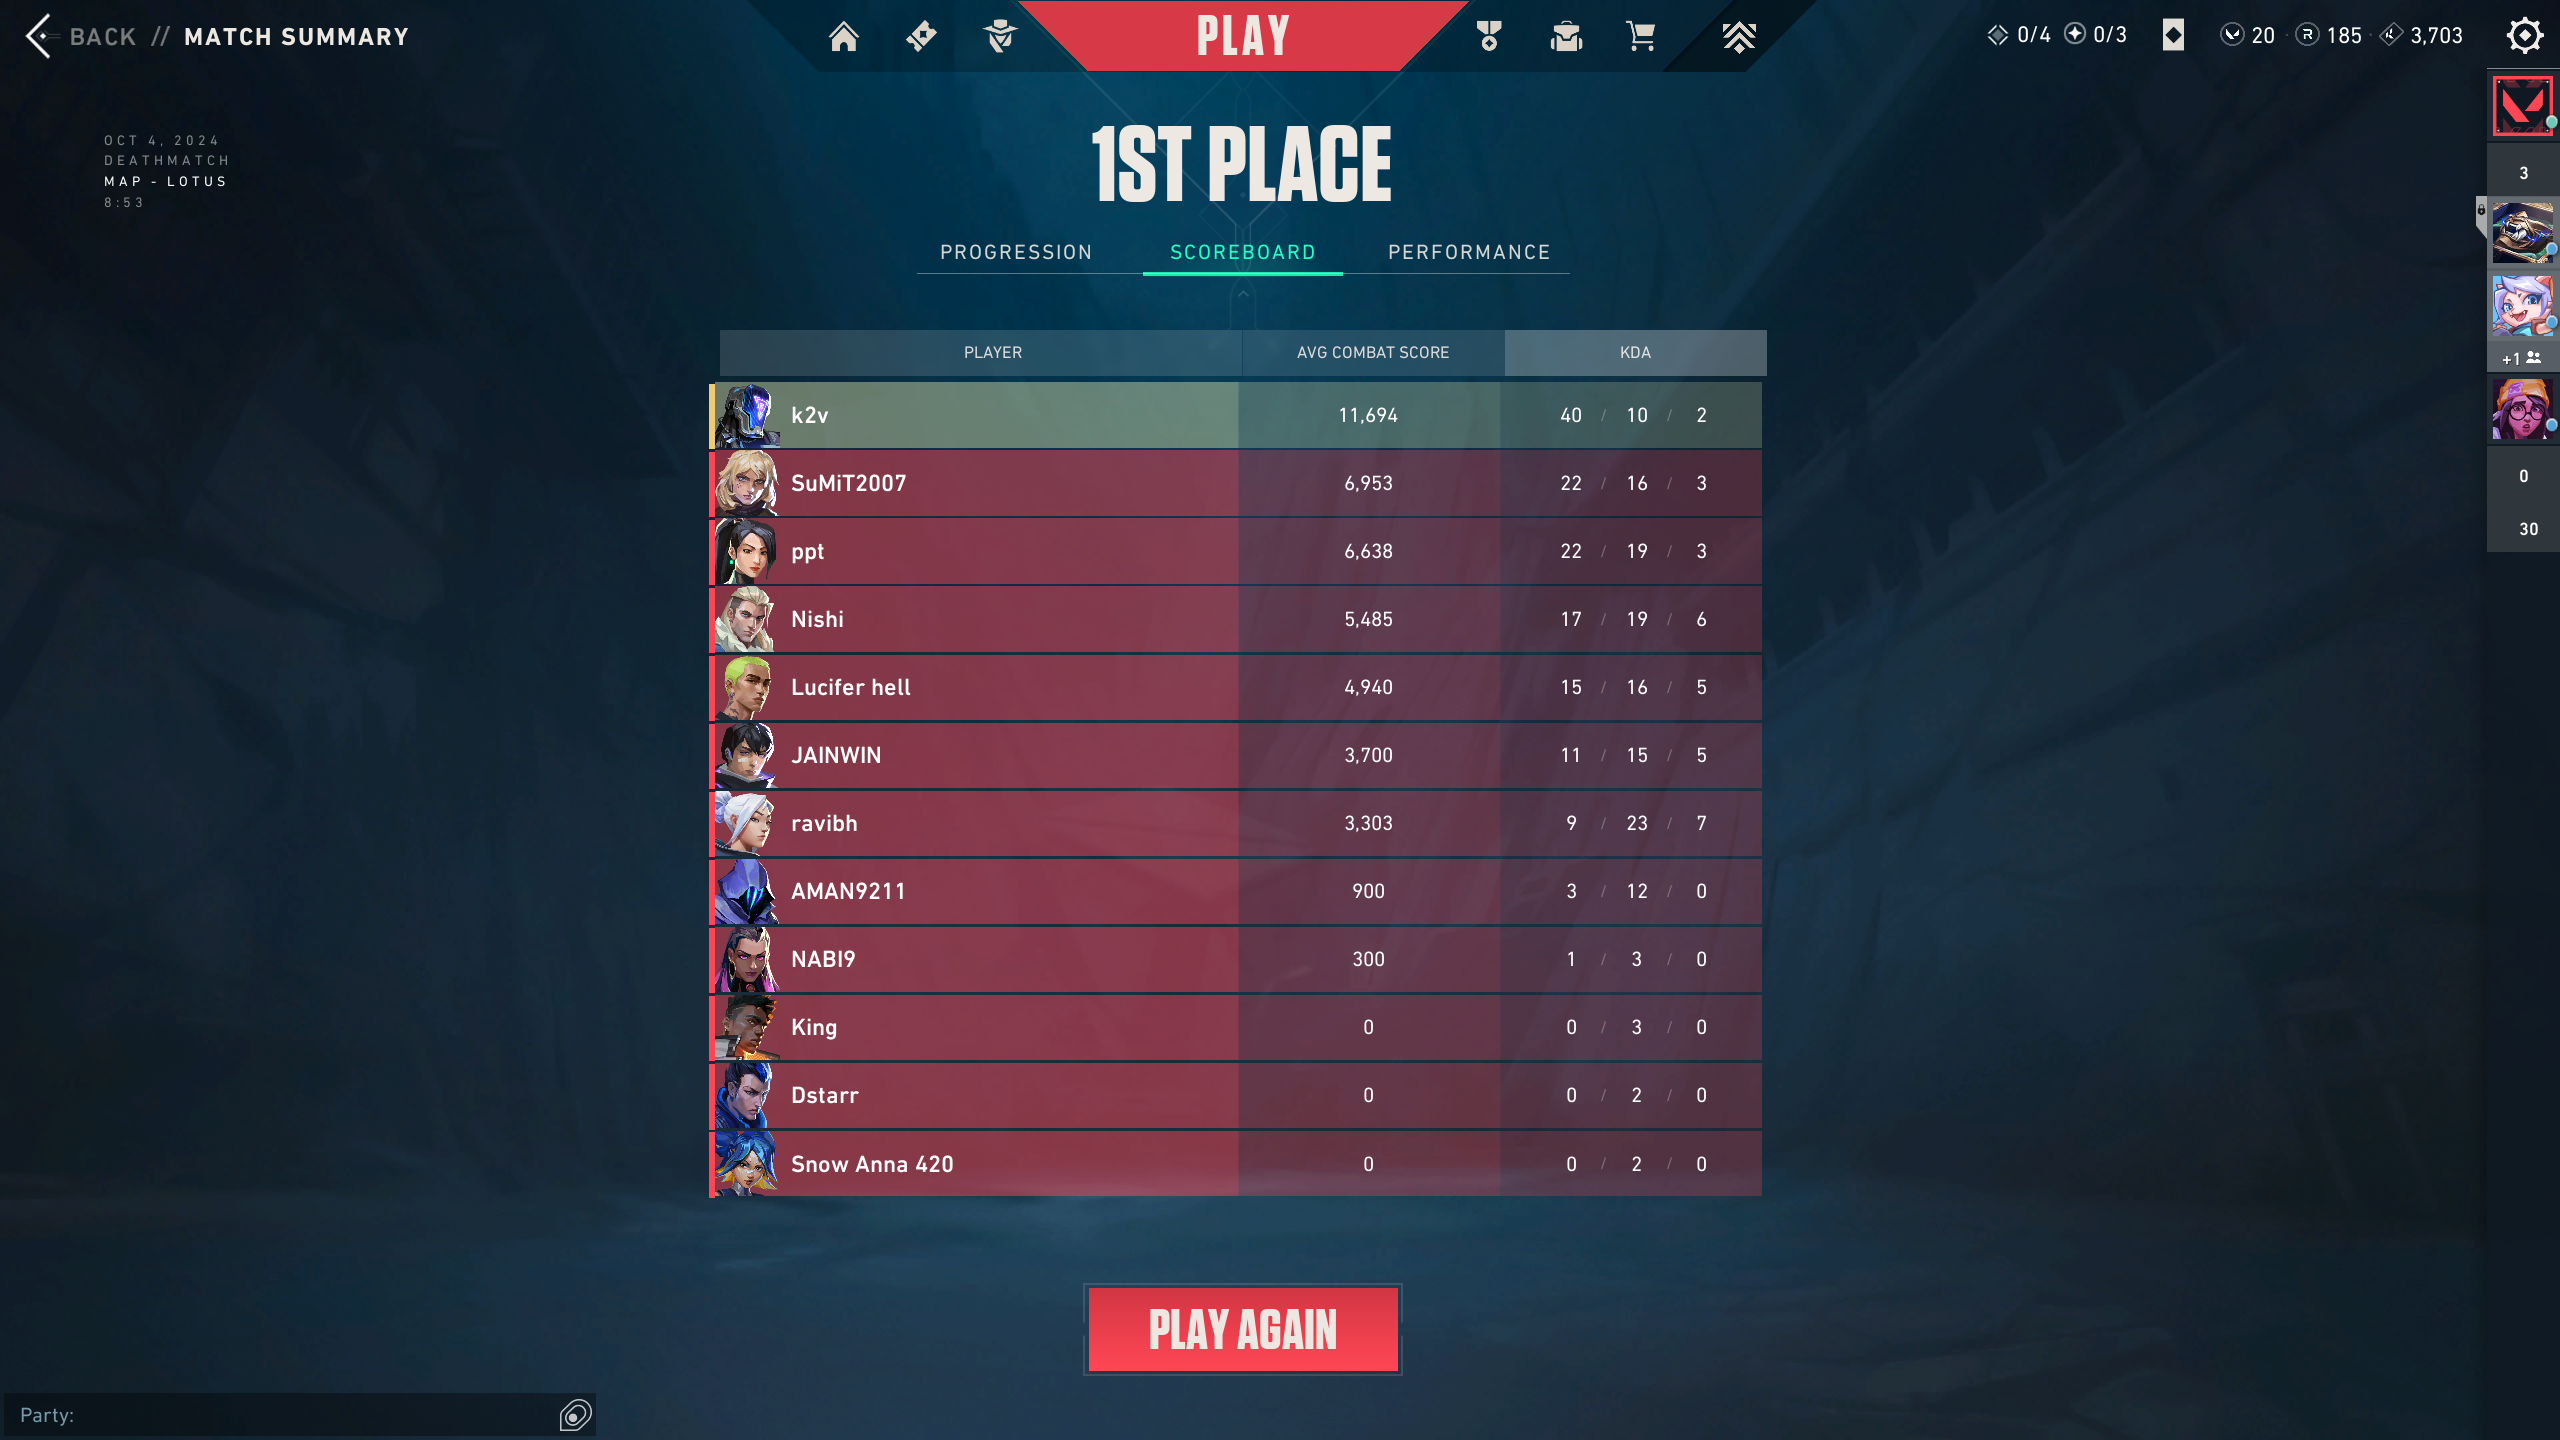 BACK // MATCH SUMMARY
PLAY
0/4 0/3 20 185 3,703
OCT 4, 2024
DEATHMATCH
MAP - LOTUS
8:53
1ST PLACE
PROGRESSION SCOREBOARD PERFORMANCE
PLAYER AVG COMBAT SCORE KDA
k2v 11,694 40 / 10 / 2
SuMiT2007 6,953 22 / 16 / 3
ppt 6,638 22 / 19 / 3
Nishi 5,485 17 / 19 / 6
Lucifer hell 4,940 15 / 16 / 5
JAINWIN 3,700 11 / 15 / 5
ravibh 3,303 9 / 23 / 7
AMAN9211 900 3 / 12 / 0
NABI9 300 1 / 3 / 0
King 0 0 / 3 / 0
Dstarr 0 0 / 2 / 0
Snow Anna 420 0 0 / 2 / 0
PLAY AGAIN
Party:
3
+1
0
30